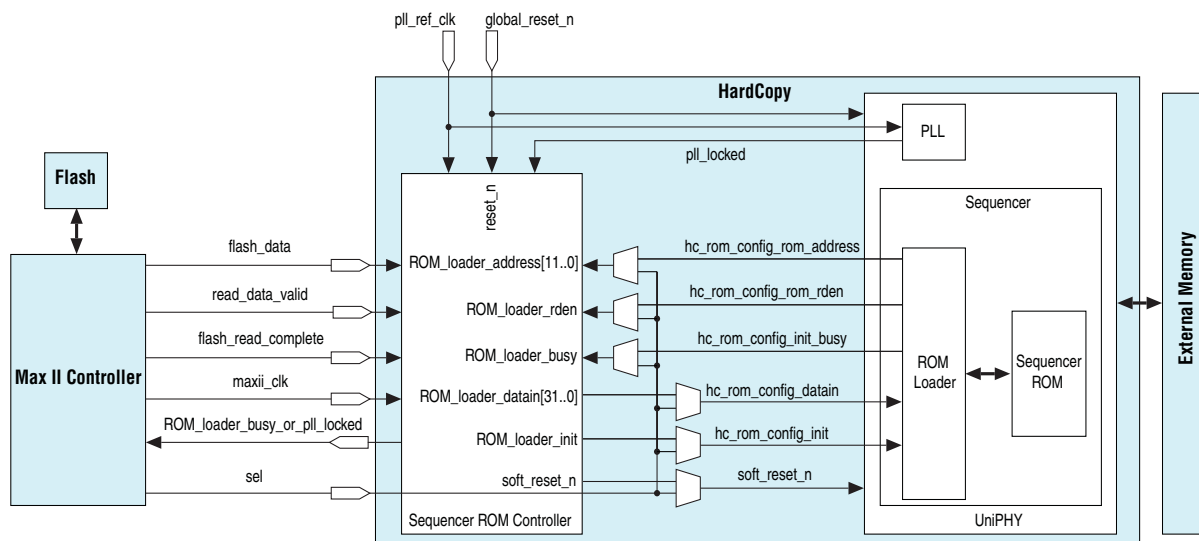 pll_ref_clk
global_reset_n
HardCopy
PLL
pll_locked
Flash
reset_n
Sequencer
flash_data
ROM_loader_address[11..0]
hc_rom_config_rom_address
read_data_valid
ROM_loader_rden
hc_rom_config_rom_rden
flash_read_complete
ROM_loader_busy
hc_rom_config_init_busy
Max II Controller
ROM
Loader
Sequencer
ROM
External Memory
maxii_clk
ROM_loader_datain[31..0]
hc_rom_config_datain
ROM_loader_busy_or_pll_locked
ROM_loader_init
hc_rom_config_init
sel
soft_reset_n
soft_reset_n
Sequencer ROM Controller
UniPHY